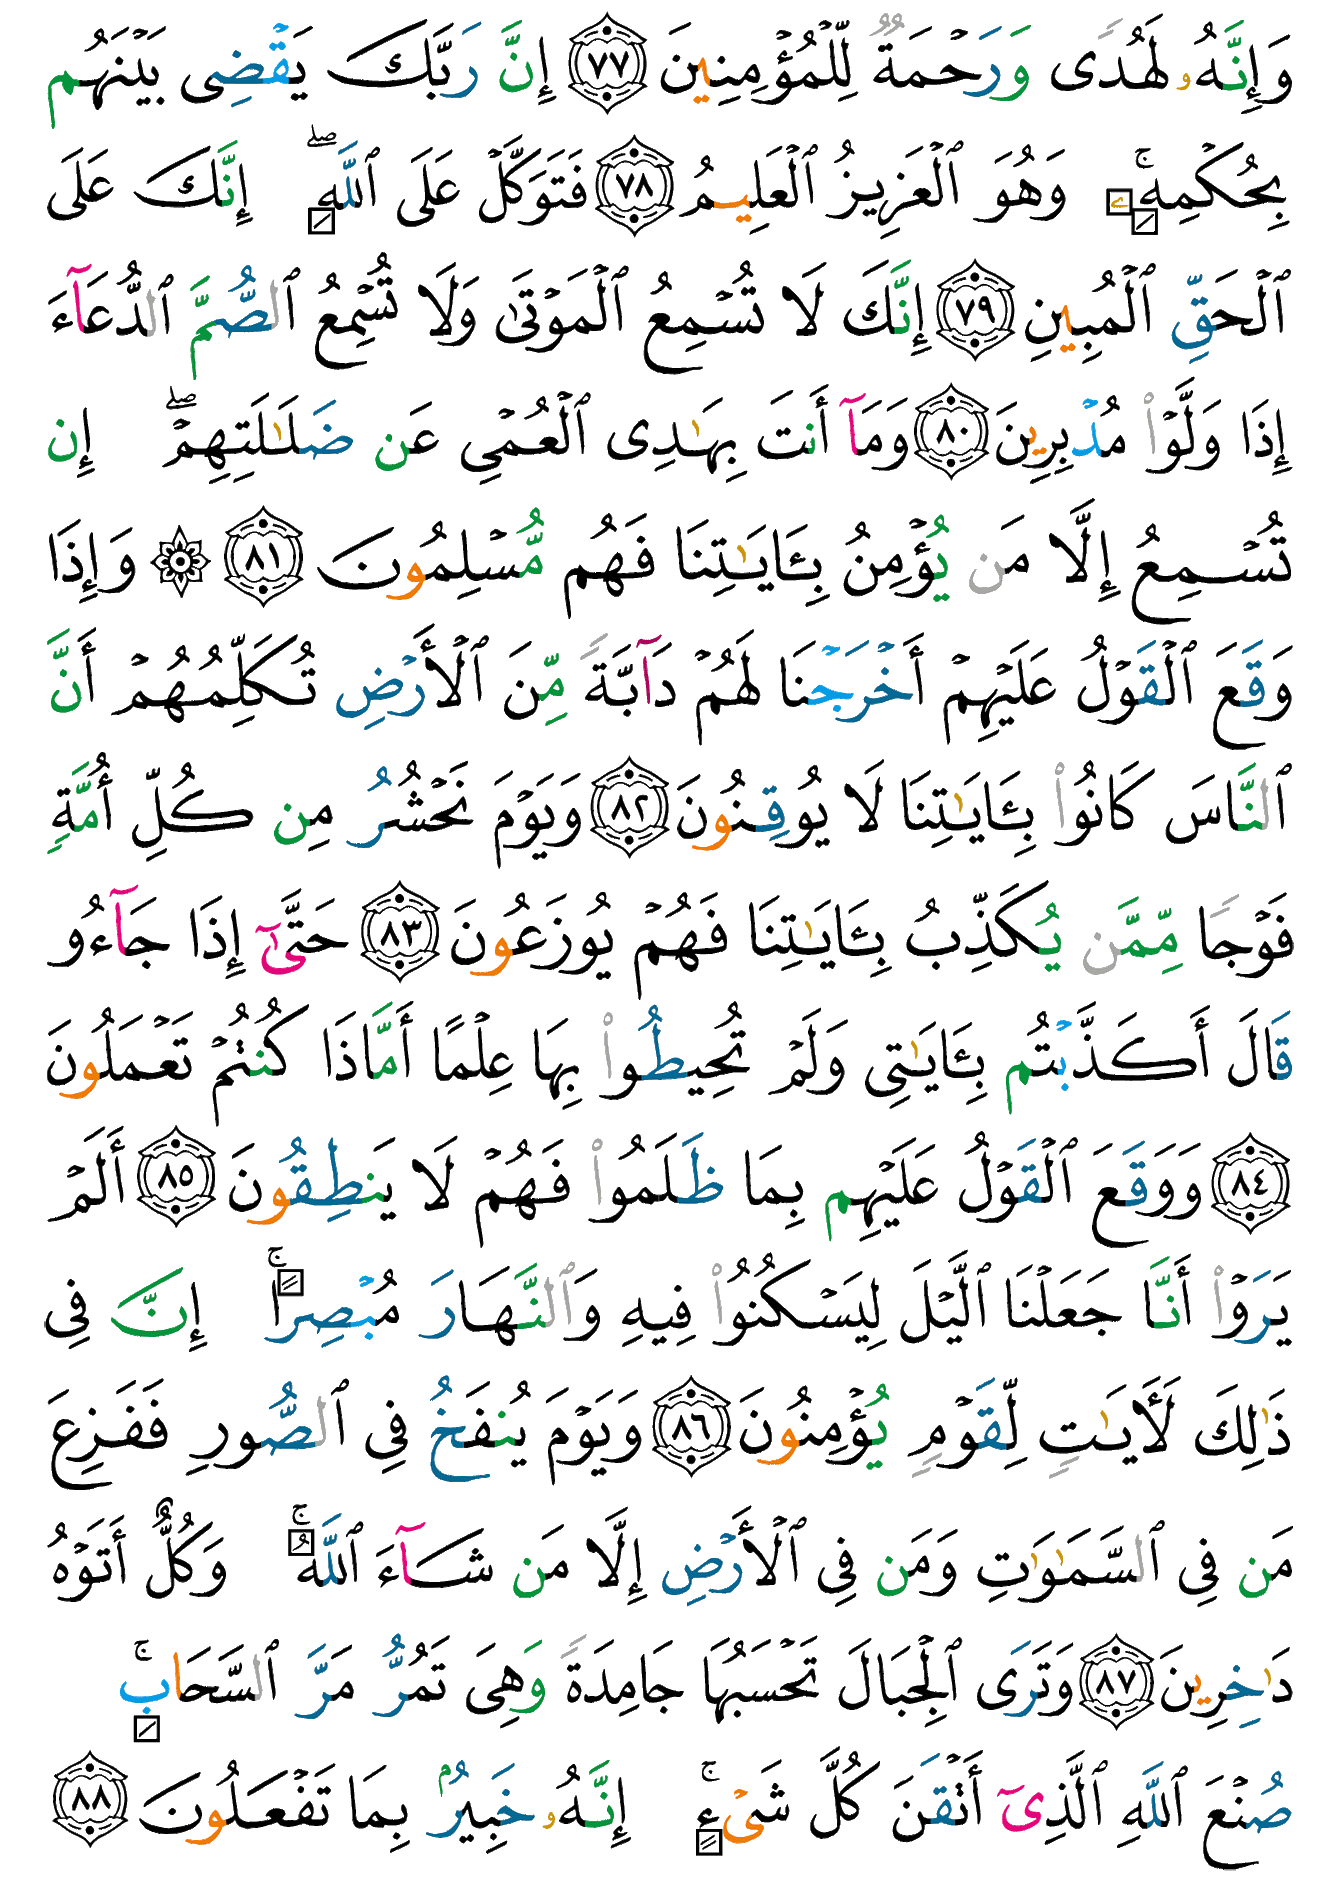 وَإِنَّهُۥ لَهُدًى وَرَحْمَةٌ لِّلْمُؤْمِنِينَ ٧٧ إِنَّ رَبَّكَ يَقْضِى بَيْنَهُم
بِحُكْمِهِۦۚ وَهُوَ ٱلْعَزِيزُ ٱلْعَلِيمُ ٧٨ فَتَوَكَّلْ عَلَى ٱللَّهِۖ إِنَّكَ عَلَى
ٱلْحَقِّ ٱلْمُبِينِ ٧٩ إِنَّكَ لَا تُسْمِعُ ٱلْمَوْتَىٰ وَلَا تُسْمِعُ ٱلصُّمَّ ٱلدُّعَآءَ
إِذَا وَلَّوْا۟ مُدْبِرِينَ ٨٠ وَمَآ أَنتَ بِهَـٰدِى ٱلْعُمْىِ عَن ضَلَـٰلَتِهِمْۖ إِن
تُسْمِعُ إِلَّا مَن يُؤْمِنُ بِـَٔايَـٰتِنَا فَهُم مُّسْلِمُونَ ٨١ ۞ وَإِذَا
وَقَعَ ٱلْقَوْلُ عَلَيْهِمْ أَخْرَجْنَا لَهُمْ دَآبَّةً مِّنَ ٱلْأَرْضِ تُكَلِّمُهُمْ أَنَّ
ٱلنَّاسَ كَانُوا۟ بِـَٔايَـٰتِنَا لَا يُوقِنُونَ ٨٢ وَيَوْمَ نَحْشُرُ مِن كُلِّ أُمَّةٍ
فَوْجًا مِّمَّن يُكَذِّبُ بِـَٔايَـٰتِنَا فَهُمْ يُوزَعُونَ ٨٣ حَتَّىٰٓ إِذَا جَآءُو
قَالَ أَكَذَّبْتُم بِـَٔايَـٰتِى وَلَمْ تُحِيطُوا۟ بِهَا عِلْمًا أَمَّاذَا كُنتُمْ تَعْمَلُونَ
٨٤ وَوَقَعَ ٱلْقَوْلُ عَلَيْهِم بِمَا ظَلَمُوا۟ فَهُمْ لَا يَنطِقُونَ ٨٥ أَلَمْ
يَرَوْا۟ أَنَّا جَعَلْنَا ٱلَّيْلَ لِيَسْكُنُوا۟ فِيهِ وَٱلنَّهَارَ مُبْصِرًاۚ إِنَّ فِى
ذَٰلِكَ لَـَٔايَـٰتٍ لِّقَوْمٍ يُؤْمِنُونَ ٨٦ وَيَوْمَ يُنفَخُ فِى ٱلصُّورِ فَفَزِعَ
مَن فِى ٱلسَّمَـٰوَٰتِ وَمَن فِى ٱلْأَرْضِ إِلَّا مَن شَآءَ ٱللَّهُۚ وَكُلٌّ أَتَوْهُ
دَٰخِرِينَ ٨٧ وَتَرَى ٱلْجِبَالَ تَحْسَبُهَا جَامِدَةً وَهِىَ تَمُرُّ مَرَّ ٱلسَّحَابِۚ
صُنْعَ ٱللَّهِ ٱلَّذِىٓ أَتْقَنَ كُلَّ شَىْءٍۚ إِنَّهُۥ خَبِيرٌۢ بِمَا تَفْعَلُونَ ٨٨